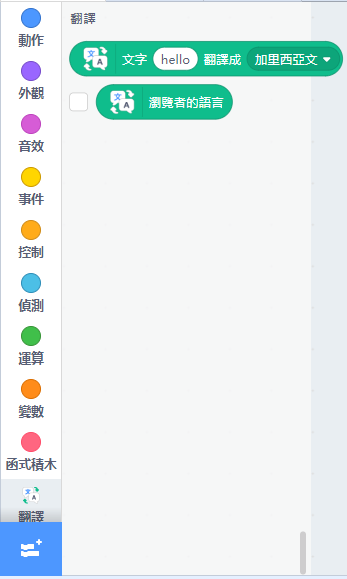 動作
外觀
音效
事件
控制
偵測
運算
變數
函式積木
翻譯
翻譯
文字 hello 翻譯成 加里西亞文
瀏覽者的語言